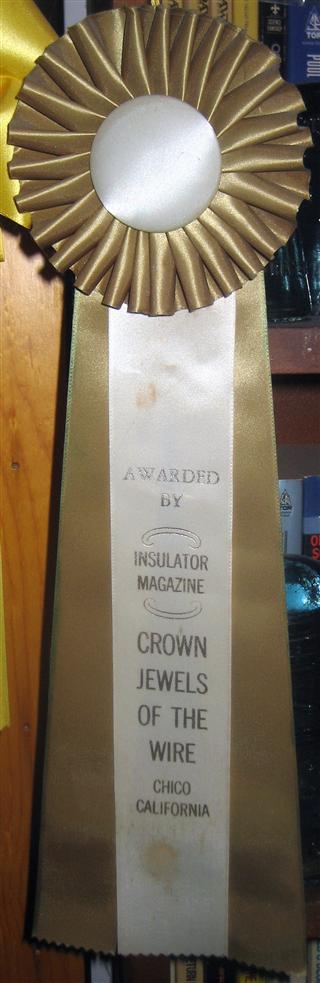 AWARDED
BY
INSULATOR
MAGAZINE
CROWN
JEWELS
OF THE
WIRE
CHICO
CALIFORNIA